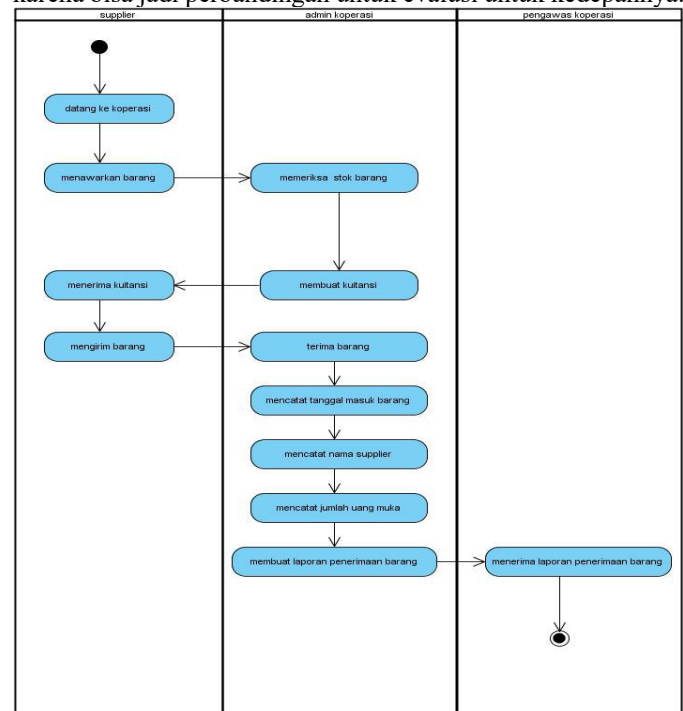 karena bisa jadi perbandingan untuk evaluasi untuk kedepannya.
supplier
admin koperasi
pengawas koperasi
datang ke koperasi
menawarkan barang
memeriksa stok barang
menerima kuitansi
membuat kuitansi
mengirim barang
terima barang
mencatat tanggal masuk barang
mencatat nama supplier
mencatat jumlah uang muka
membuat laporan penerimaan barang
menerima laporan penerimaan barang